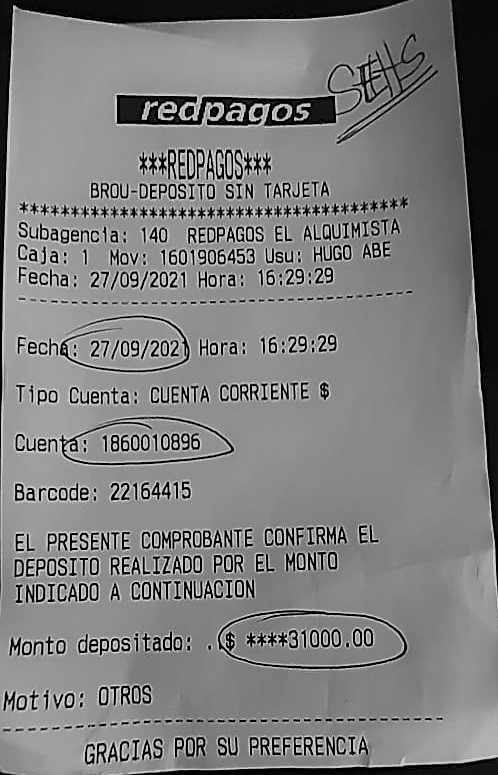 redpagos
***REDPAGOS***
BROU-DEPOSITO SIN TARJETA
****************************************
Subagencia: 140 REDPAGOS EL ALQUIMISTA
Caja: 1 Mov: 1601906453 Usu: HUGO ABE
Fecha: 27/09/2021 Hora: 16:29:29
Fecha: 27/09/2021 Hora: 16:29:29
Tipo Cuenta: CUENTA CORRIENTE $
Cuenta: 1860010896
Barcode: 22164415
EL PRESENTE COMPROBANTE CONFIRMA EL
DEPOSITO REALIZADO POR EL MONTO
INDICADO A CONTINUACION
Monto depositado: ..$ ****31000.00
Motivo: OTROS
GRACIAS POR SU PREFERENCIA